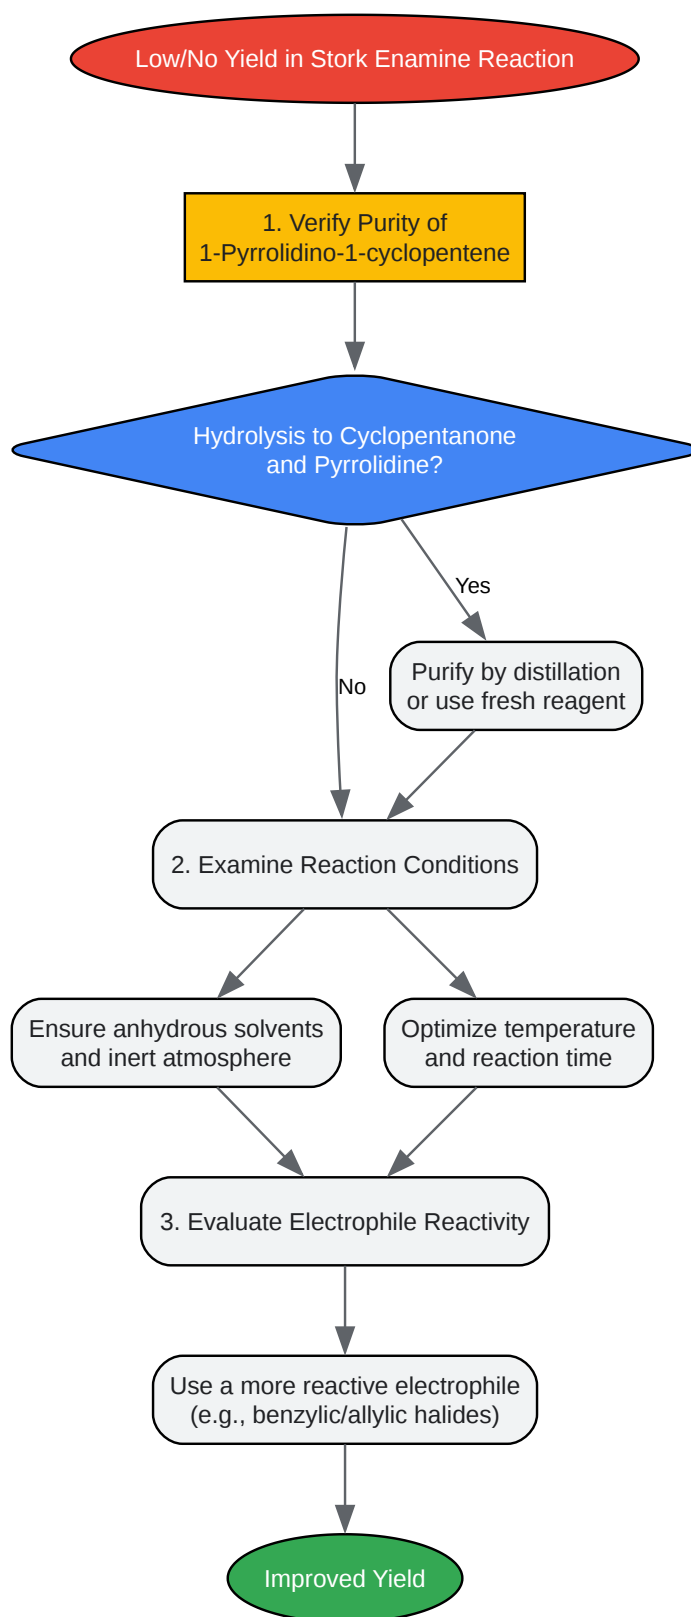 Low/No Yield in Stork Enamine Reaction
1. Verify Purity of
1-Pyrrolidino-1-cyclopentene
Hydrolysis to Cyclopentanone
and Pyrrolidine?
Yes
Purify by distillation
or use fresh reagent
No
2. Examine Reaction Conditions
Ensure anhydrous solvents
and inert atmosphere
Optimize temperature
and reaction time
3. Evaluate Electrophile Reactivity
Use a more reactive electrophile
(e.g., benzylic/allylic halides)
Improved Yield